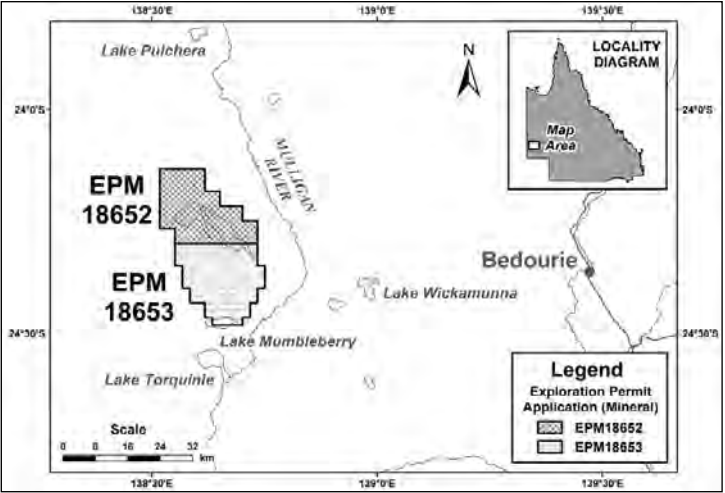 138°30'E
139°0'E
139°30'E
Lake Pulchera
N
LOCALITY
DIAGRAM
Map
Area
24°0'S
24°0'S
MULLIGAN
RIVER
EPM
18652
EPM
18653
Bedourie
Lake Wickamunna
24°30'S
24°30'S
Lake Mumbleberry
Lake Torquinie
Legend
Exploration Permit
Application (Mineral)
EPM18652
EPM18653
Scale
0 8 16 24 32
km
138°30'E
139°0'E
139°30'E